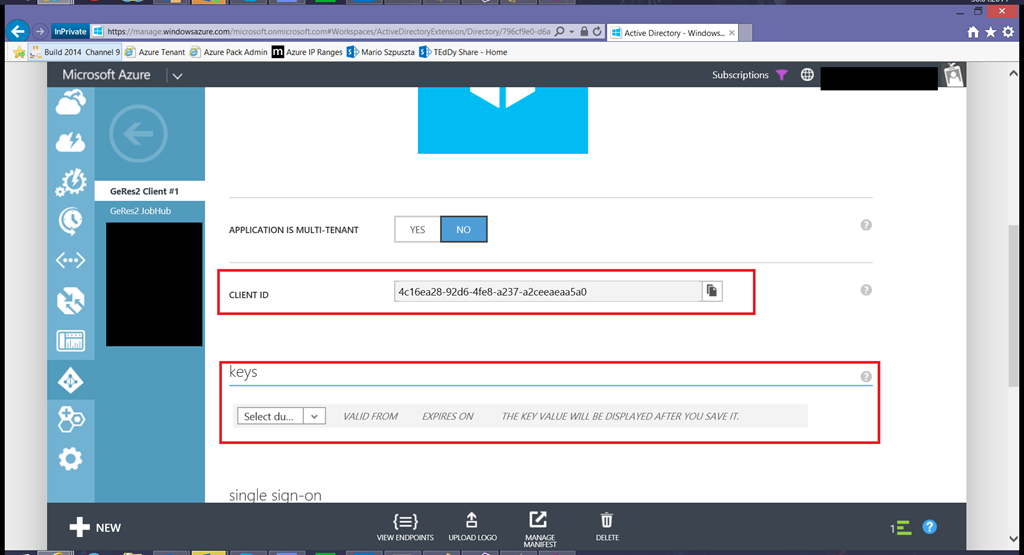 InPrivate
https://manage.windowsazure.com/microsoft.onmicrosoft.com#Workspaces/ActiveDirectoryExtension/Directory/796cf9e0-d6a
Active Directory - Windows...
Build 2014 Channel 9
Azure Tenant
Azure Pack Admin
Azure IP Ranges
Mario Szpuszta
TEdDy Share - Home
Microsoft Azure
Subscriptions
GeRes2 Client #1
GeRes2 JobHub
APPLICATION IS MULTI-TENANT
YES
NO
CLIENT ID
4c16ea28-92d6-4fe8-a237-a2ceeaeaa5a0
keys
Select du...
VALID FROM
EXPIRES ON
THE KEY VALUE WILL BE DISPLAYED AFTER YOU SAVE IT.
single sign-on
NEW
VIEW ENDPOINTS
UPLOAD LOGO
MANAGE
MANIFEST
DELETE
1